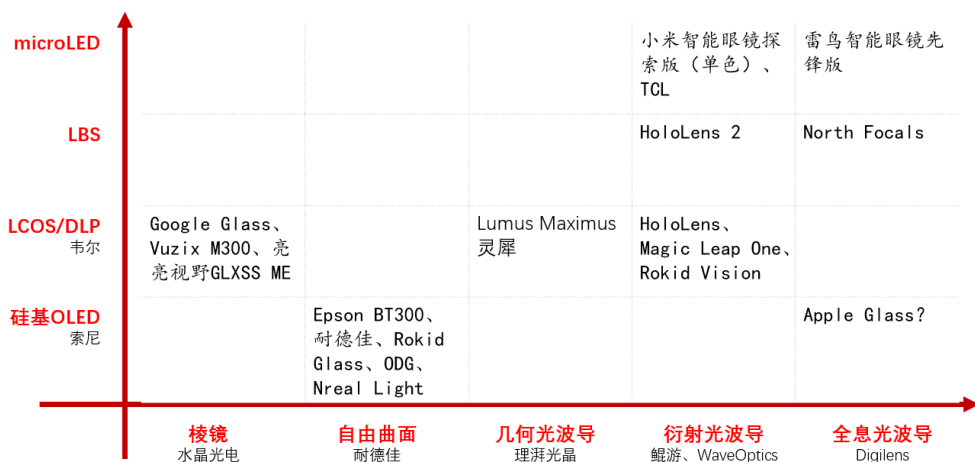 microLED
小米智能眼镜探
索版（单色）、
TCL
雷鸟智能眼镜先
锋版
LBS
HoloLens 2
North Focals
LCOS/DLP
韦尔
Google Glass、
Vuzix M300、亮
亮视野GLXSS ME
Lumus Maximus
灵犀
HoloLens、
Magic Leap One、
Rokid Vision
硅基OLED
索尼
Epson BT300、
耐德佳、Rokid
Glass、ODG、
Nreal Light
Apple Glass？
棱镜
水晶光电
自由曲面
耐德佳
几何光波导
理湃光晶
衍射光波导
鲲游、WaveOptics
全息光波导
Digilens